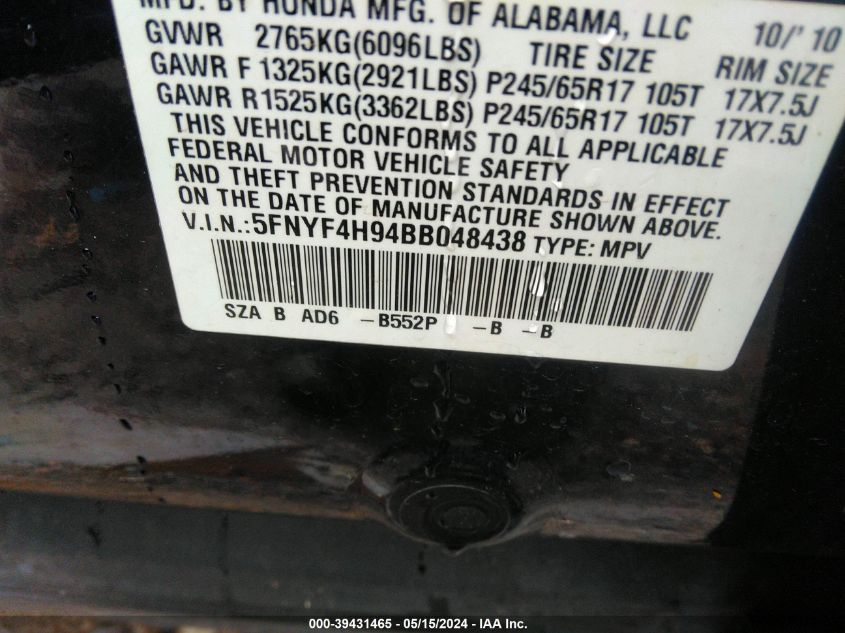 MFD. BY HONDA MFG. OF ALABAMA, LLC 10/'10
GVWR 2765KG(6096LBS) TIRE SIZE RIM SIZE
GAWR F 1325KG(2921LBS) P245/65R17 105T 17X7.5J
GAWR R1525KG(3362LBS) P245/65R17 105T 17X7.5J
THIS VEHICLE CONFORMS TO ALL APPLICABLE
FEDERAL MOTOR VEHICLE SAFETY
AND THEFT PREVENTION STANDARDS IN EFFECT
ON THE DATE OF MANUFACTURE SHOWN ABOVE.
V.I.N.:5FNYF4H94BB048438 TYPE: MPV
SZA B AD6 -B552P -B -B
000-39431465 - 05/15/2024 - IAA Inc.